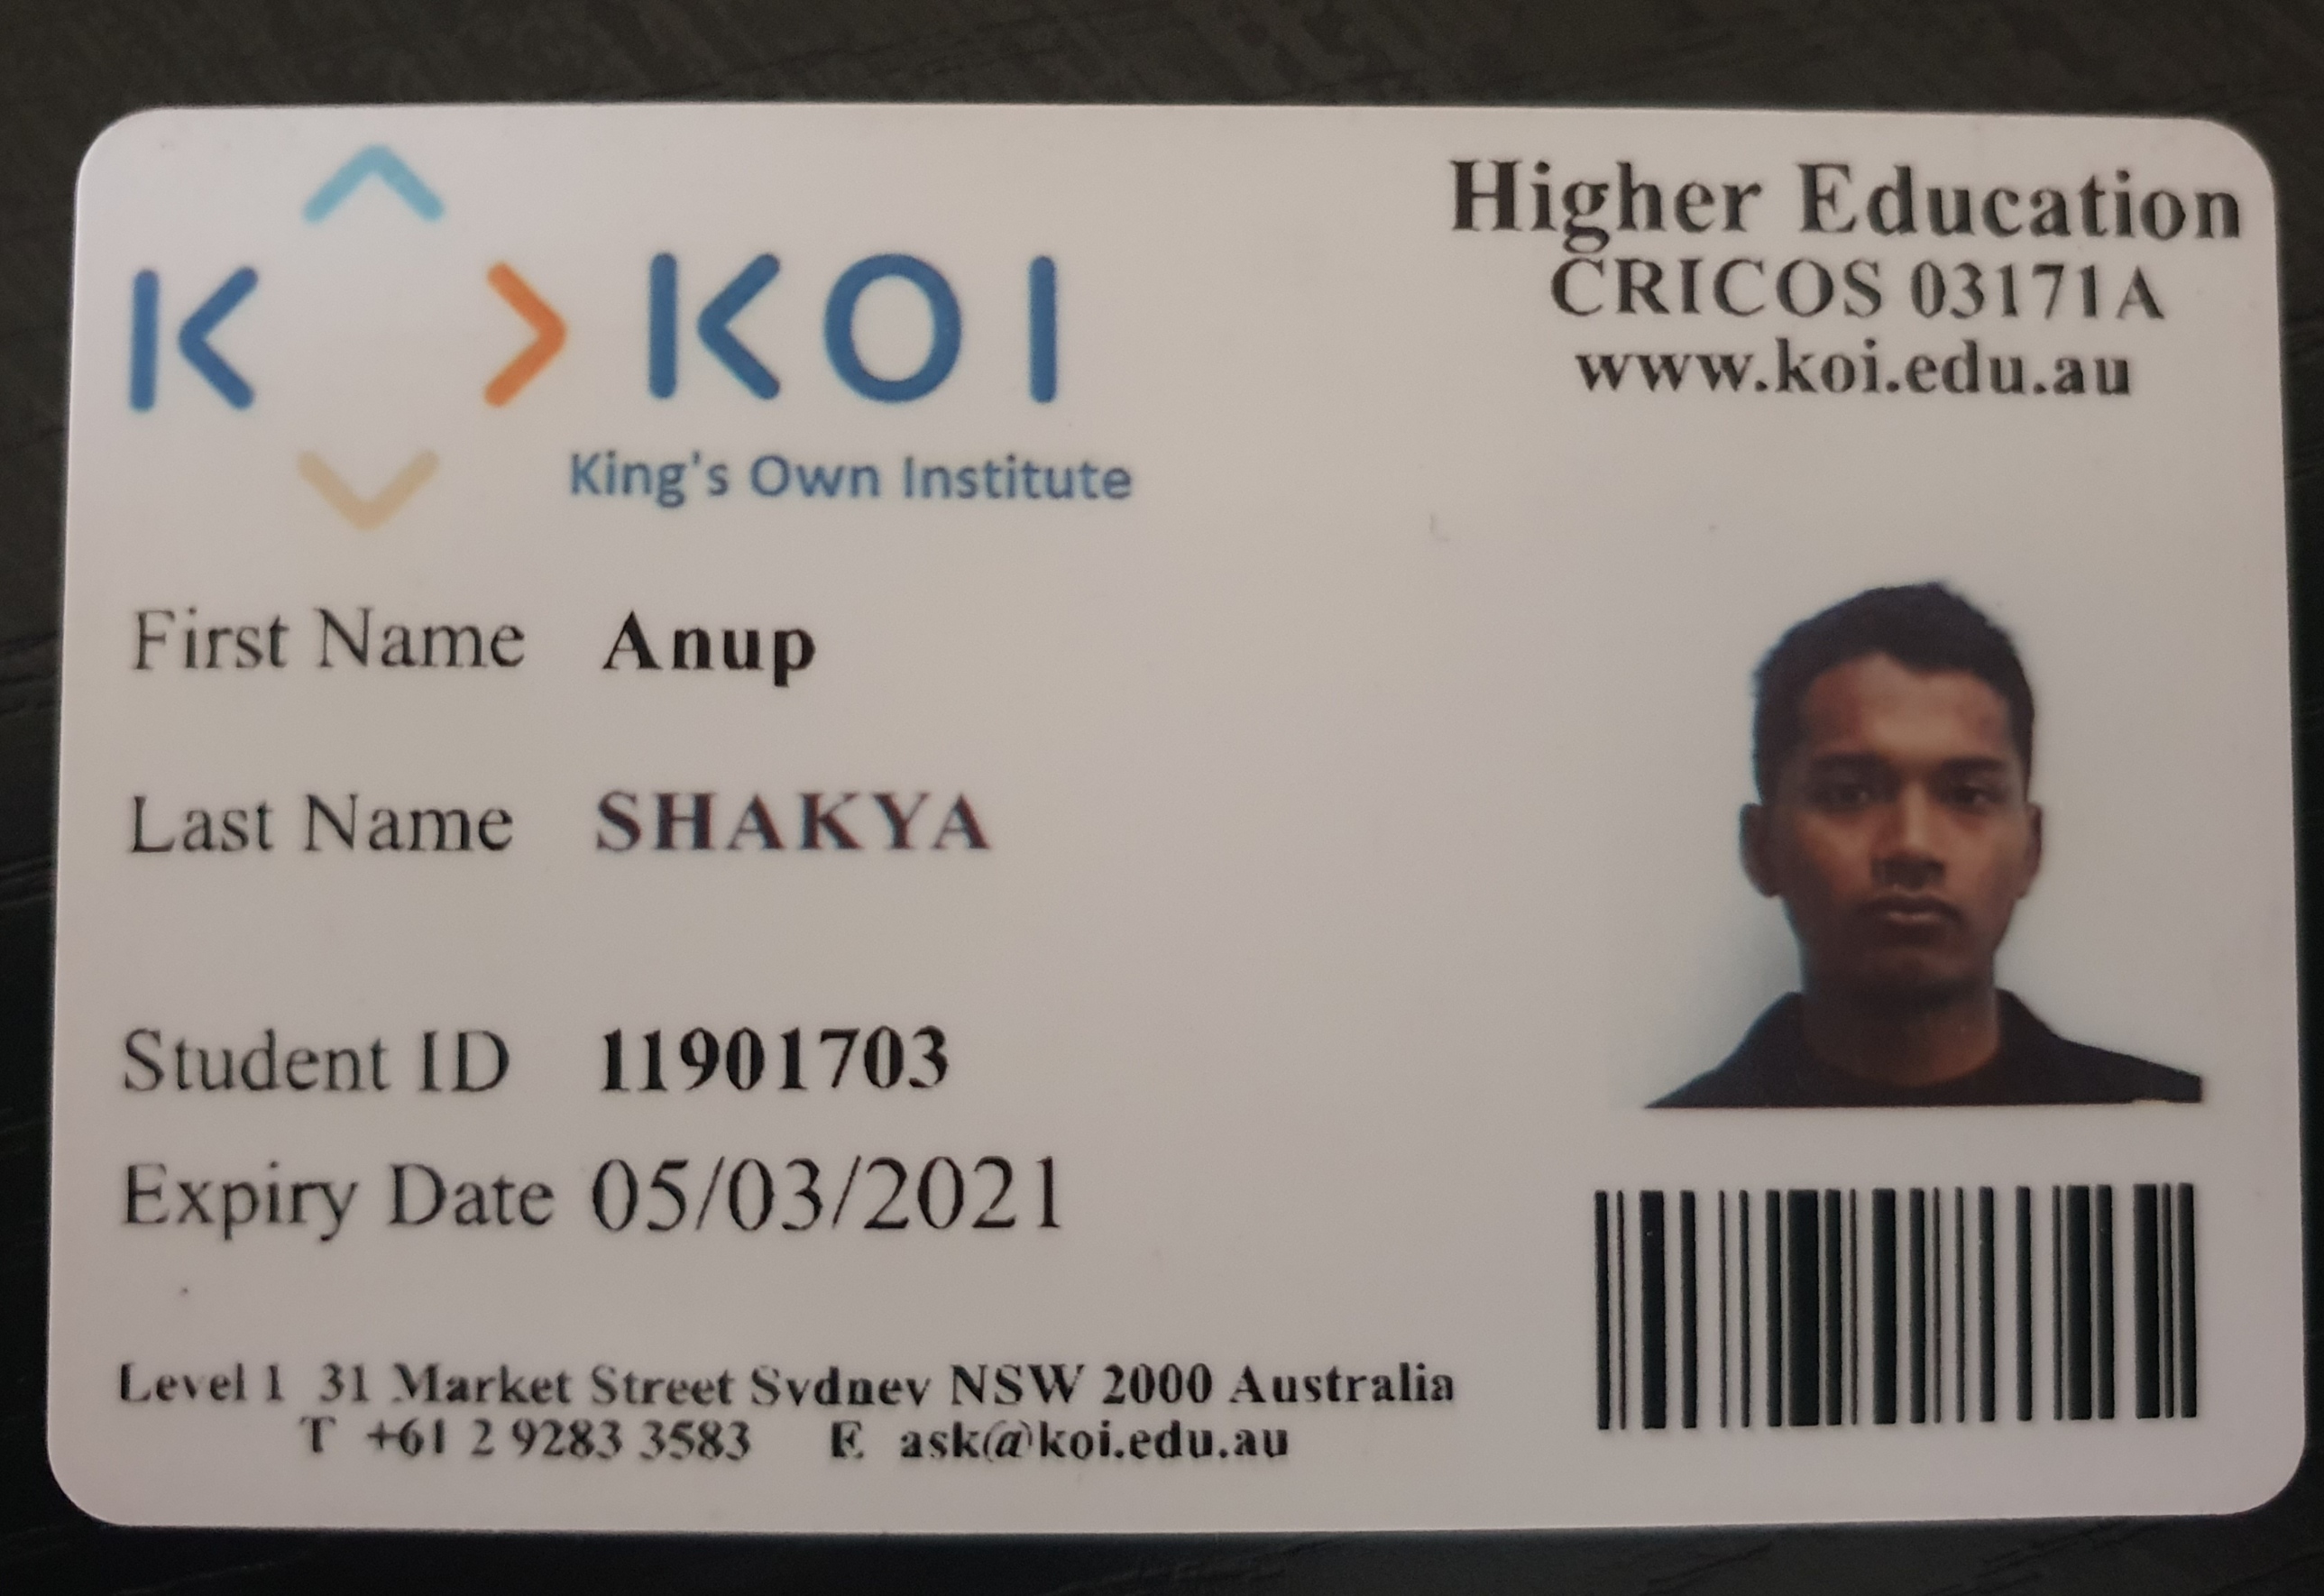 K
KOI
King's Own Institute
Higher Education
CRICOS 03171A
www.koi.edu.au
First Name Anup
Last Name SHAKYA
Student ID 11901703
Expiry Date 05/03/2021
Level 1 31 Market Street Sydney NSW 2000 Australia
T +61 2 9283 3583 E ask@koi.edu.au